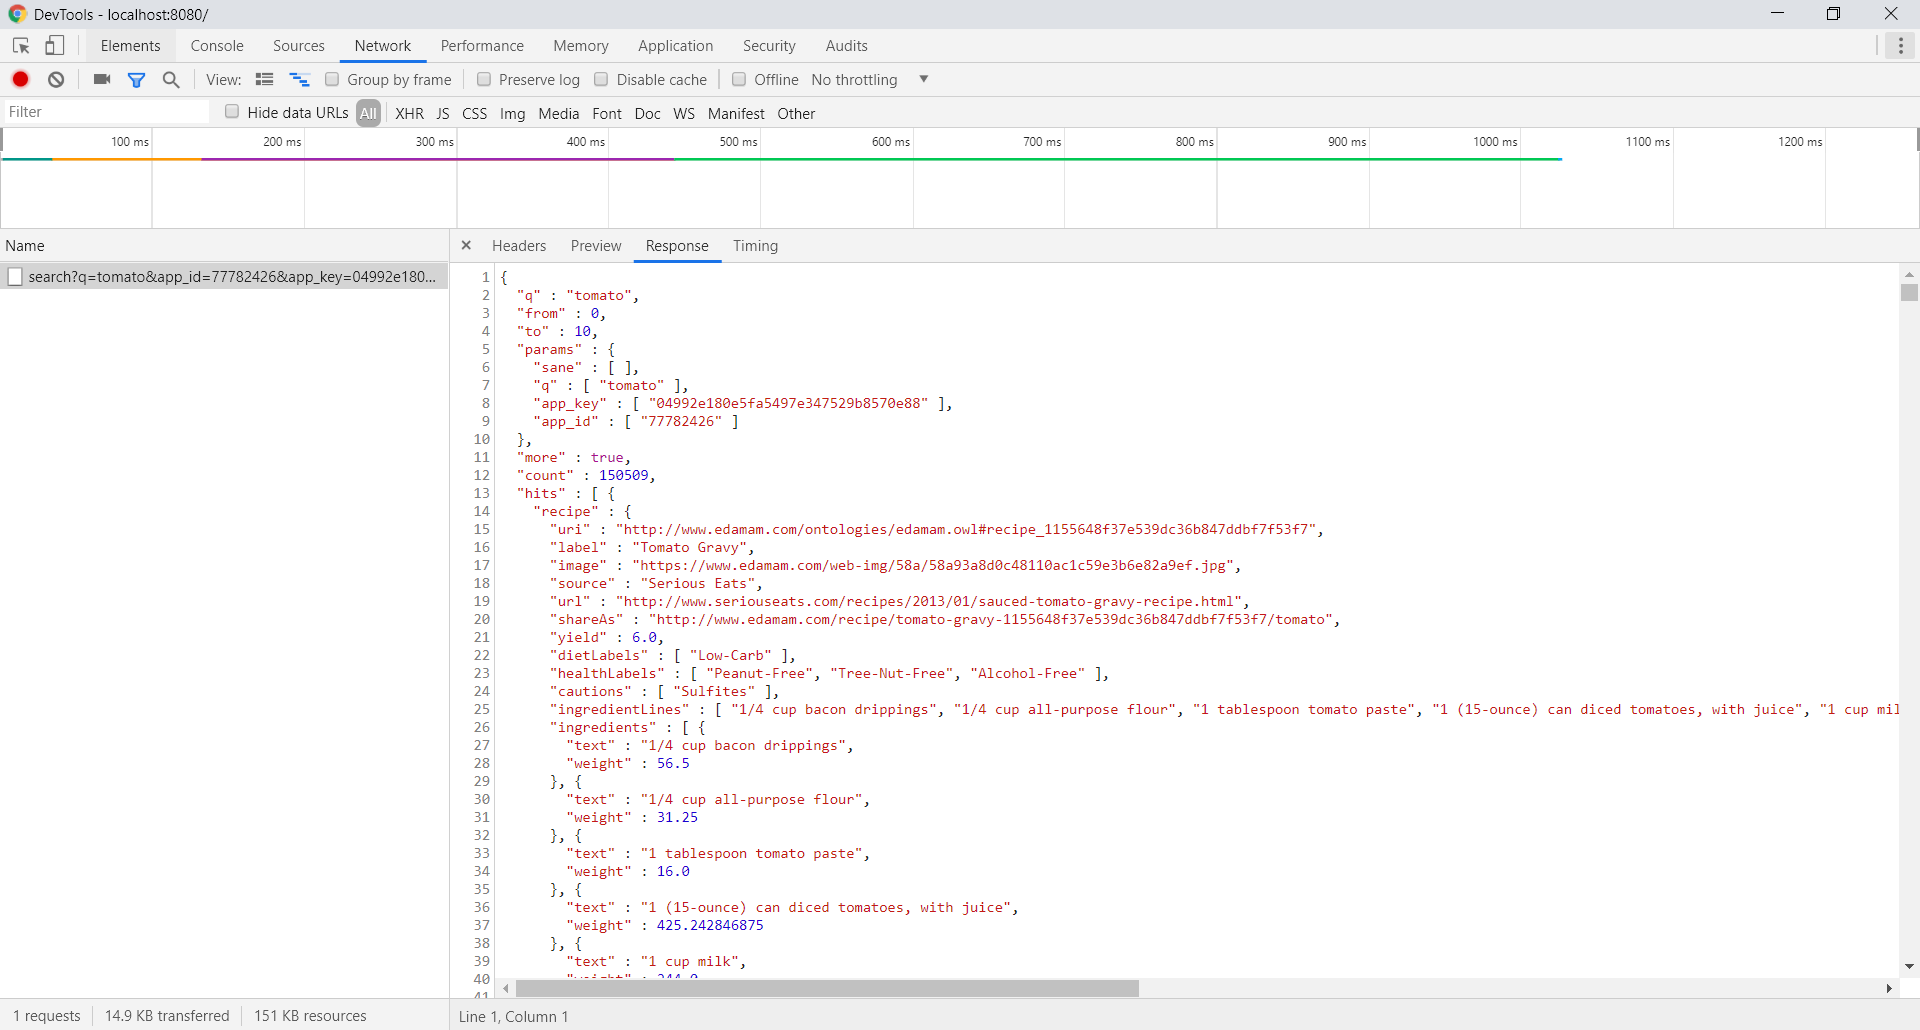 DevTools - localhost:8080/
Elements Console Sources Network Performance Memory Application Security Audits
View: Group by frame Preserve log Disable cache Offline No throttling
Filter Hide data URLs All XHR JS CSS Img Media Font Doc WS Manifest Other
100 ms 200 ms 300 ms 400 ms 500 ms 600 ms 700 ms 800 ms 900 ms 1000 ms 1100 ms 1200 ms
Name
search?q=tomato&app_id=77782426&app_key=04992e180...
Headers Preview Response Timing
1 {
2 "q" : "tomato",
3 "from" : 0,
4 "to" : 10,
5 "params" : {
6 "sane" : [ ],
7 "q" : [ "tomato" ],
8 "app_key" : [ "04992e180e5fa5497e347529b8570e88" ],
9 "app_id" : [ "77782426" ]
10 },
11 "more" : true,
12 "count" : 150509,
13 "hits" : [ {
14 "recipe" : {
15 "uri" : "http://www.edamam.com/ontologies/edamam.owl#recipe_1155648f37e539dc36b847ddbf7f53f7",
16 "label" : "Tomato Gravy",
17 "image" : "https://www.edamam.com/web-img/58a/58a93a8d0c48110ac1c59e3b6e82a9ef.jpg",
18 "source" : "Serious Eats",
19 "url" : "http://www.seriouseats.com/recipes/2013/01/sauced-tomato-gravy-recipe.html",
20 "shareAs" : "http://www.edamam.com/recipe/tomato-gravy-1155648f37e539dc36b847ddbf7f53f7/tomato",
21 "yield" : 6.0,
22 "dietLabels" : [ "Low-Carb" ],
23 "healthLabels" : [ "Peanut-Free", "Tree-Nut-Free", "Alcohol-Free" ],
24 "cautions" : [ "Sulfites" ],
25 "ingredientLines" : [ "1/4 cup bacon drippings", "1/4 cup all-purpose flour", "1 tablespoon tomato paste", "1 (15-ounce) can diced tomatoes, with juice", "1 cup mil
26 "ingredients" : [ {
27 "text" : "1/4 cup bacon drippings",
28 "weight" : 56.5
29 }, {
30 "text" : "1/4 cup all-purpose flour",
31 "weight" : 31.25
32 }, {
33 "text" : "1 tablespoon tomato paste",
34 "weight" : 16.0
35 }, {
36 "text" : "1 (15-ounce) can diced tomatoes, with juice",
37 "weight" : 425.242846875
38 }, {
39 "text" : "1 cup milk",
40 "weight" : 244.0
41
1 requests 14.9 KB transferred 151 KB resources Line 1, Column 1